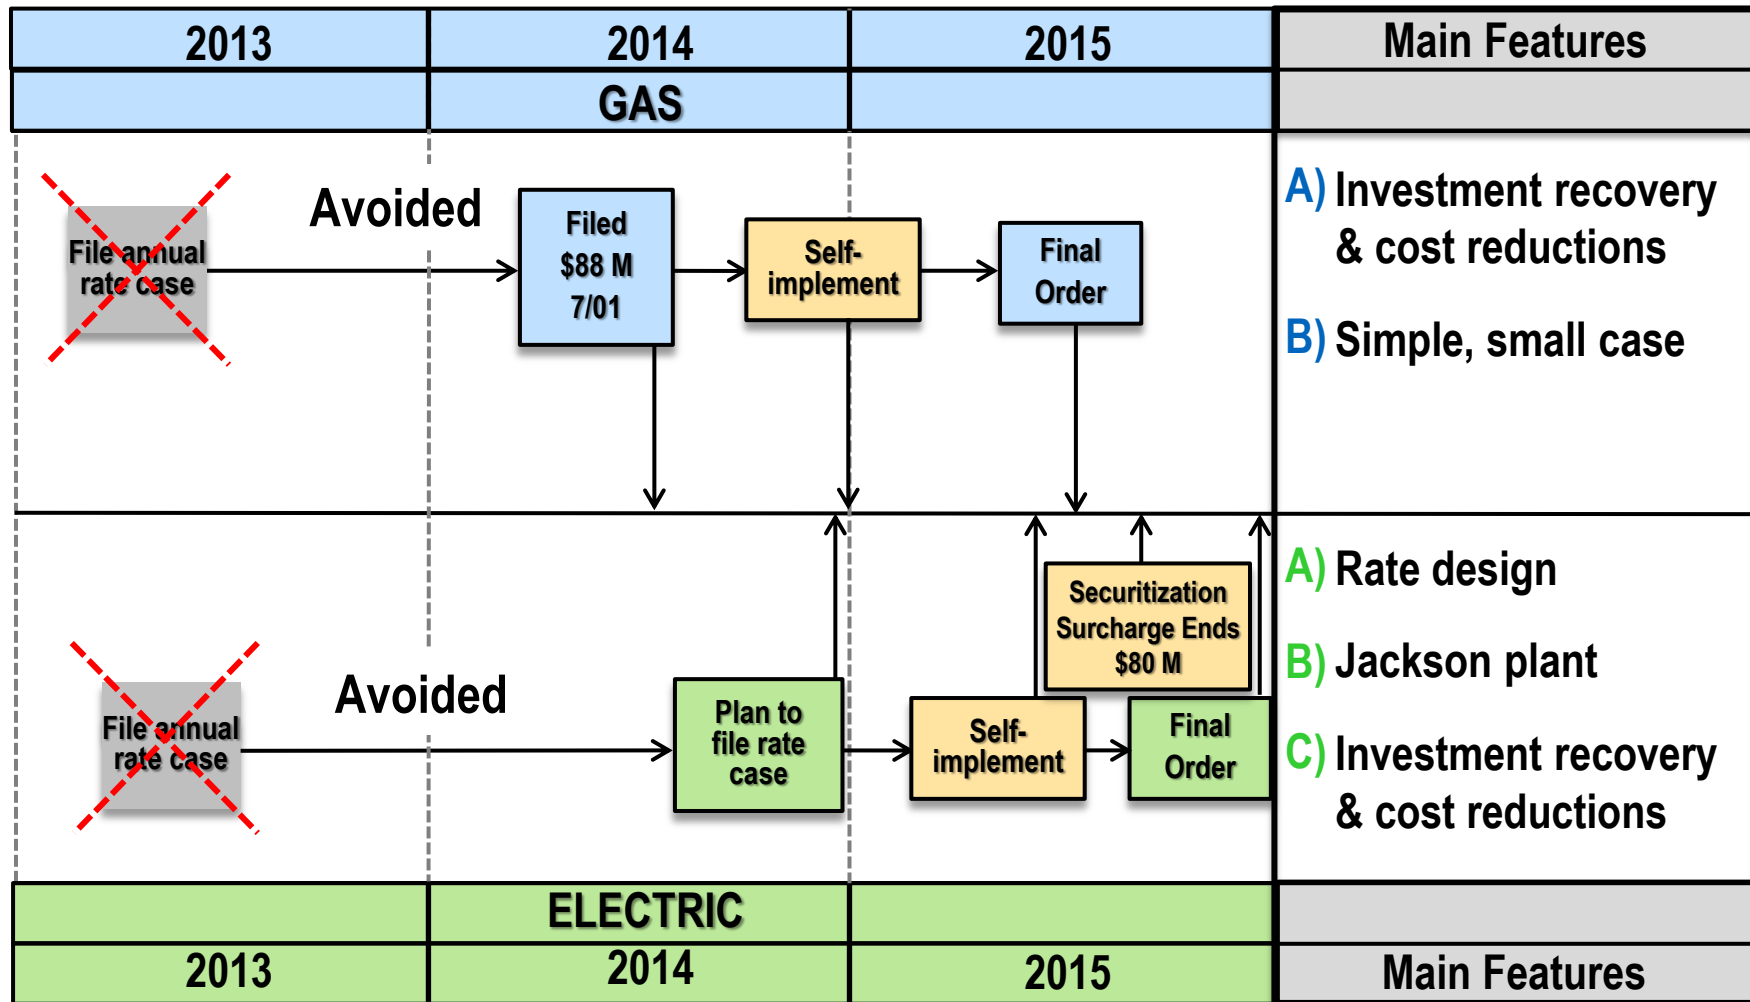 2013
2014
2015
Main Features
GAS
File annual
rate case
Avoided
Filed
$88 M
7/01
Self-
implement
Final
Order
A) Investment recovery
& cost reductions
B) Simple, small case
File annual
rate case
Avoided
Plan to
file rate
case
Self-
implement
Securitization
Surcharge Ends
$80 M
Final
Order
A) Rate design
B) Jackson plant
C) Investment recovery
& cost reductions
ELECTRIC
2013
2014
2015
Main Features